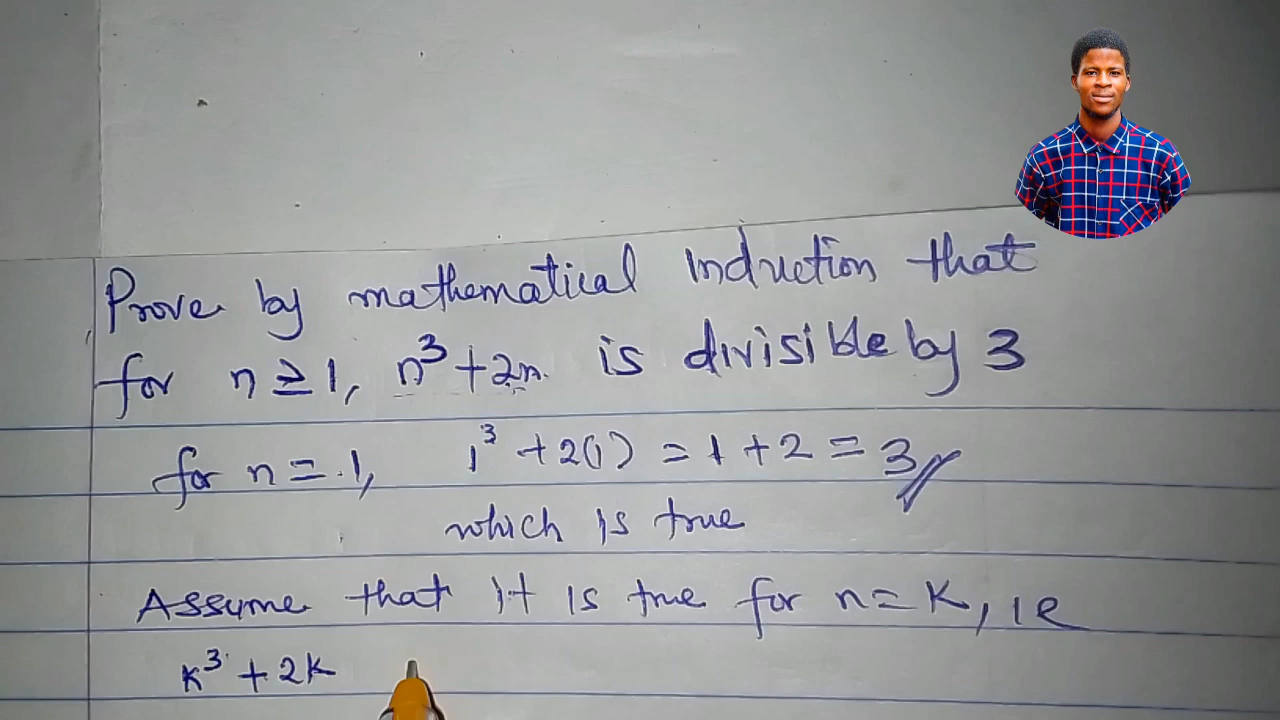 Prove by mathematical induction that
for n ≥ 1, n³ + 2n is divisible by 3
for n = 1, 1³ + 2(1) = 1 + 2 = 3
which is true
Assume that it is true for n = K, ie
K³ + 2K